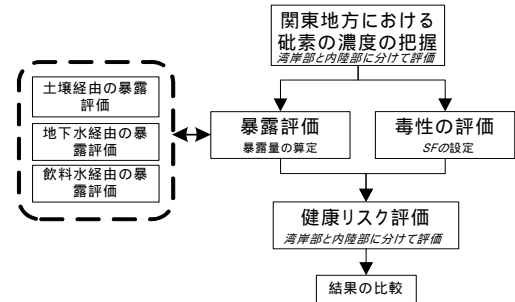 関東地方における
砒素の濃度の把握
湾岸部と内陸部に分けて評価
土壌経由の暴露
評価
地下水経由の暴
露評価
飲料水経由の暴
露評価
暴露評価
暴露量の算定
毒性の評価
SFの設定
健康リスク評価
湾岸部と内陸部に分けて評価
結果の比較